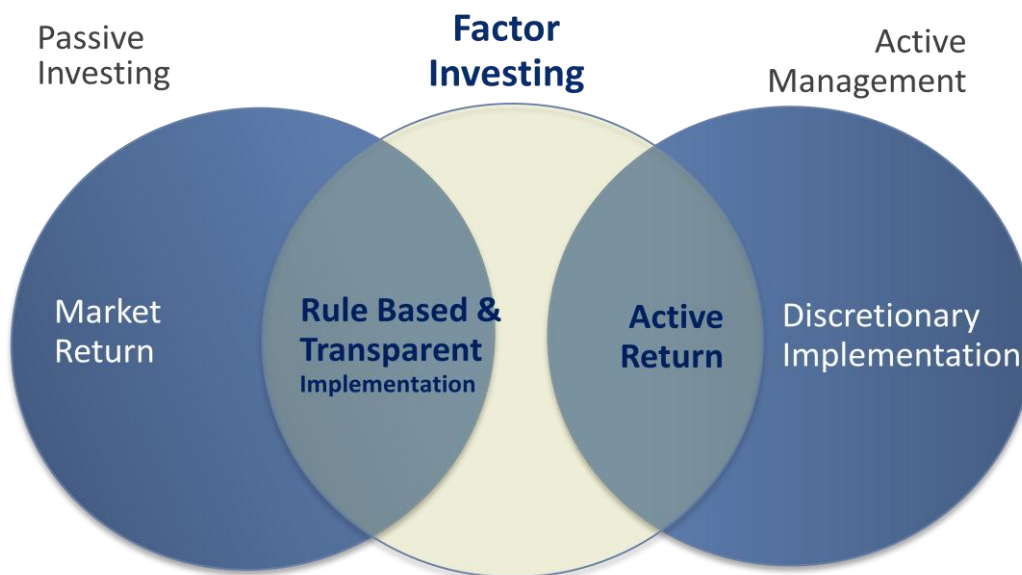 Passive
Investing
Factor
Investing
Active
Management
Market
Return
Rule Based &
Transparent
Implementation
Active
Return
Discretionary
Implementation